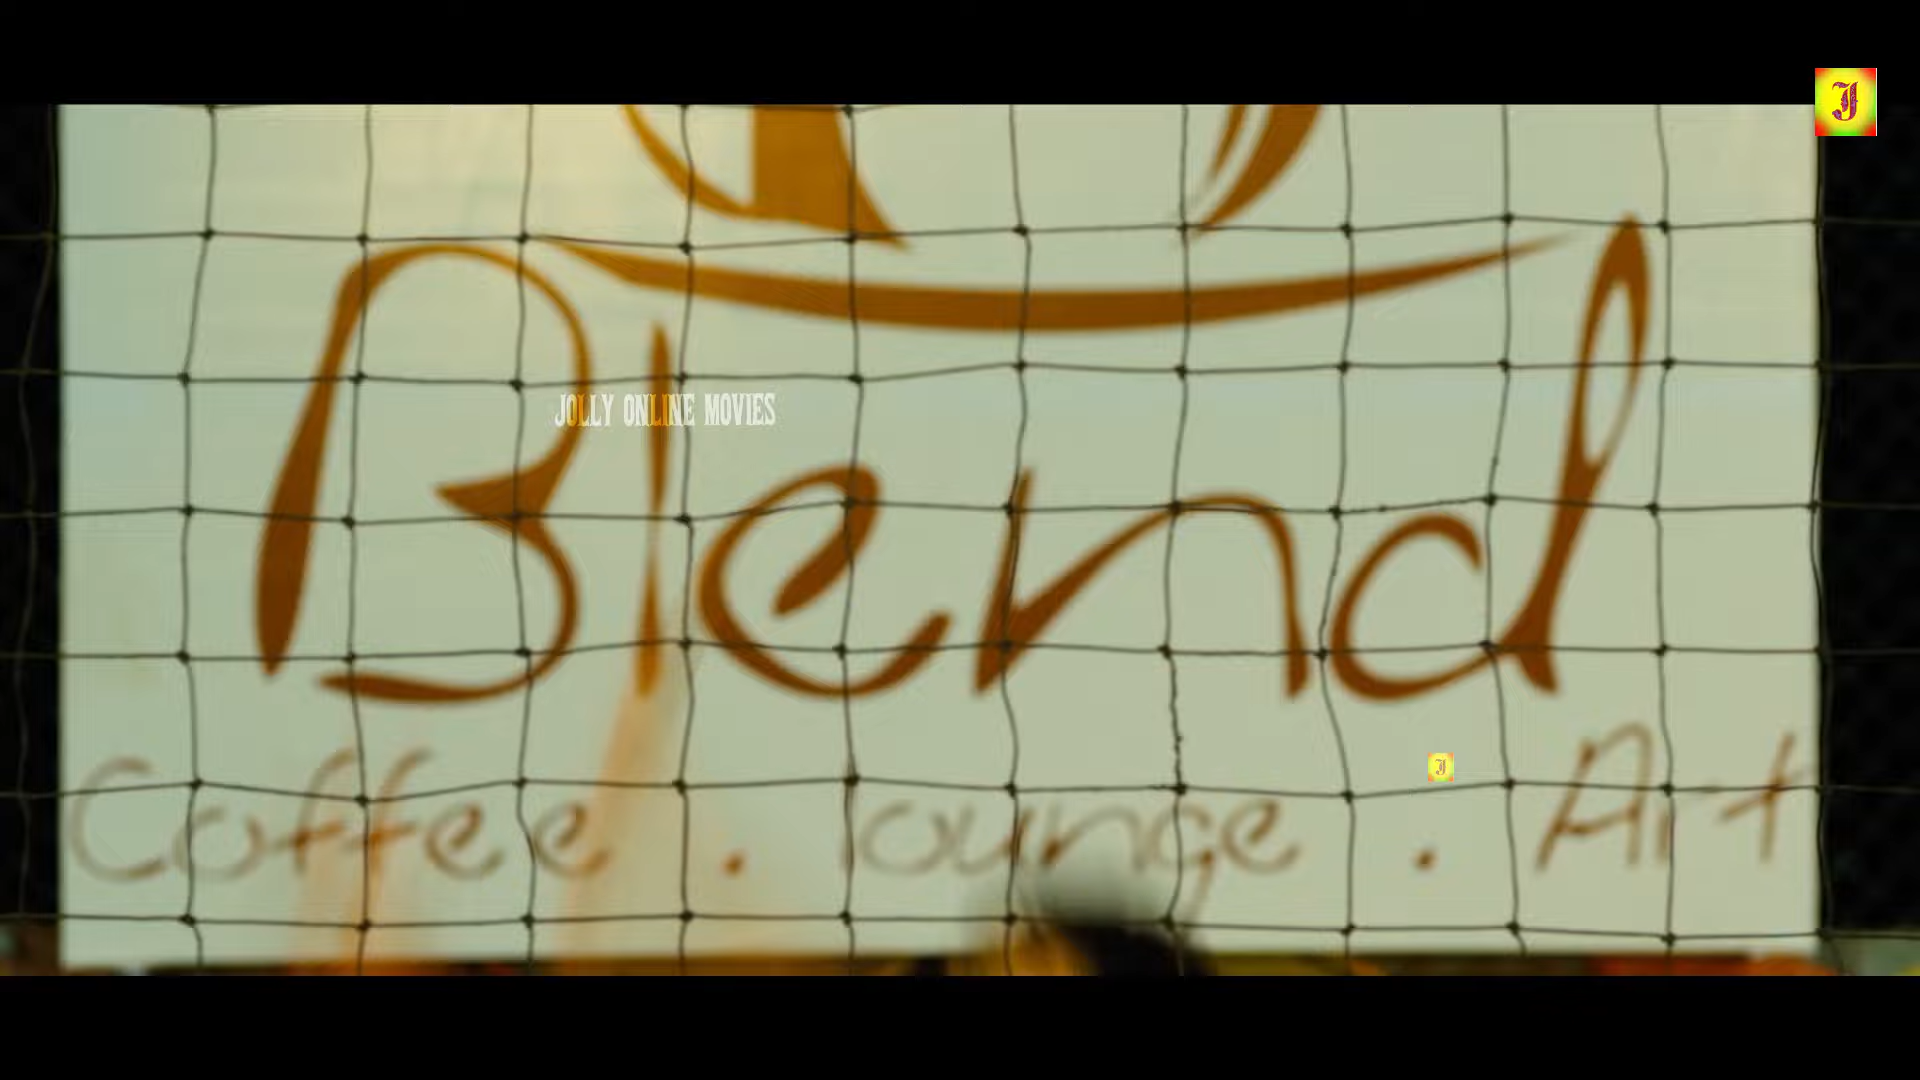 J
Blend
JOLLY ONLINE MOVIES
J
Coffee . lounge . Art